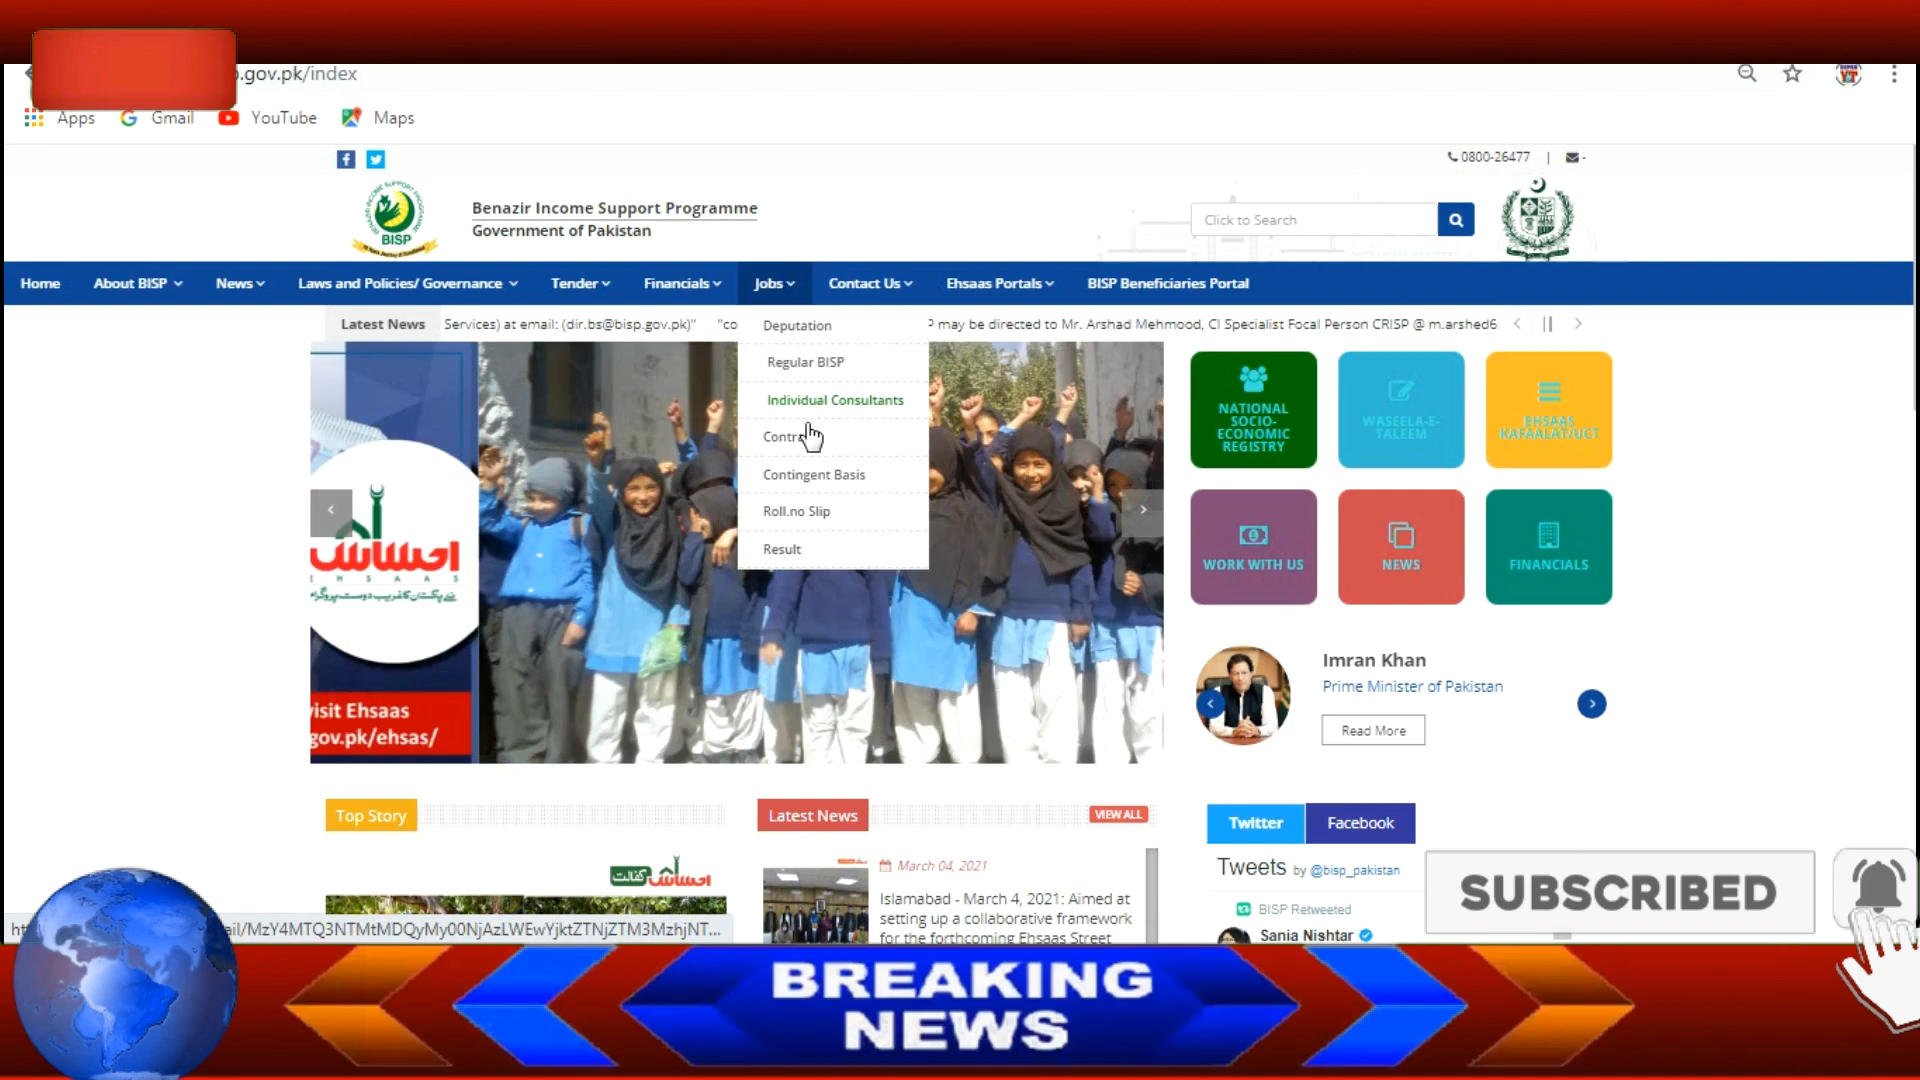 .gov.pk/index
Apps Gmail YouTube Maps
0800-26477 | -
BISP
Benazir Income Support Programme
Government of Pakistan
Click to Search
Home About BISP News Laws and Policies/ Governance Tender Financials Jobs Contact Us Ehsaas Portals BISP Beneficiaries Portal
Latest News Services) at email: (dir.bs@bisp.gov.pk)" "co P may be directed to Mr. Arshad Mehmood, CI Specialist Focal Person CRISP @ m.arshed6
Deputation
Regular BISP
Individual Consultants
Contra
Contingent Basis
Roll.no Slip
Result
NATIONAL
SOCIO-
ECONOMIC
REGISTRY
WASEELA-E-
TALEEM
EHSAAS
KAFAALAT/UCT
WORK WITH US
NEWS
FINANCIALS
احساس
EHSAAS
visit Ehsaas
gov.pk/ehsas/
Imran Khan
Prime Minister of Pakistan
Read More
Top Story
Latest News
VIEW ALL
احساس کفالت
March 04, 2021
Islamabad - March 4, 2021: Aimed at
setting up a collaborative framework
for the forthcoming Ehsaas Street
Twitter Facebook
Tweets by @bisp_pakistan
BISP Retweeted
Sania Nishtar
SUBSCRIBED
BREAKING
NEWS